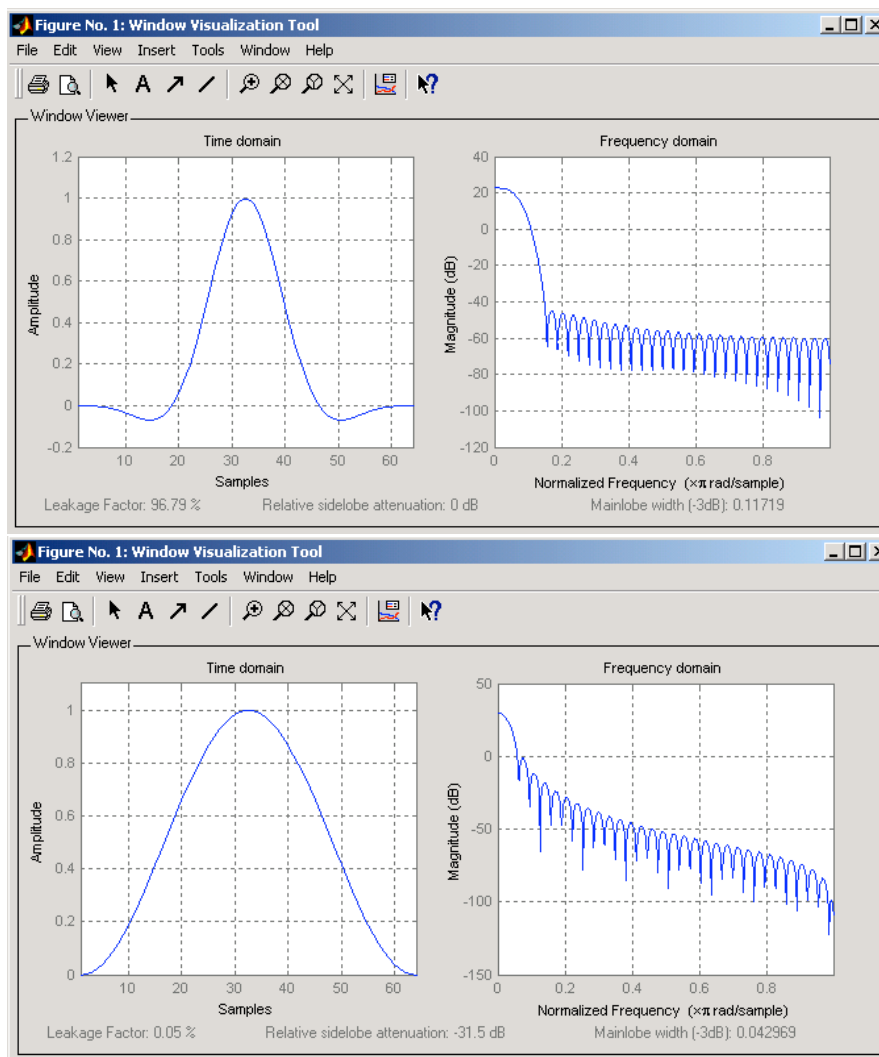 Figure No. 1: Window Visualization Tool
File Edit View Insert Tools Window Help
A
?
Window Viewer
Time domain
1.2
1
0.8
0.6
0.4
0.2
0
-0.2
10 20 30 40 50 60
Amplitude
Samples
Frequency domain
40
20
0
-20
-40
-60
-80
-100
-120
0 0.2 0.4 0.6 0.8
Magnitude (dB)
Normalized Frequency (×π rad/sample)
Leakage Factor: 96.79 % Relative sidelobe attenuation: 0 dB Mainlobe width (-3dB): 0.11719
Figure No. 1: Window Visualization Tool
File Edit View Insert Tools Window Help
A
?
Window Viewer
Time domain
1
0.8
0.6
0.4
0.2
0
10 20 30 40 50 60
Amplitude
Samples
Frequency domain
50
0
-50
-100
-150
0 0.2 0.4 0.6 0.8
Magnitude (dB)
Normalized Frequency (×π rad/sample)
Leakage Factor: 0.05 % Relative sidelobe attenuation: -31.5 dB Mainlobe width (-3dB): 0.042969